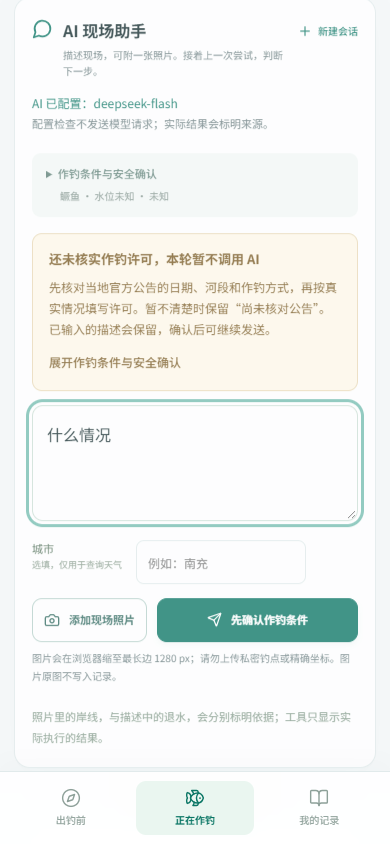 AI 现场助手
新建会话
描述现场，可附一张照片。接着上一次尝试，判断
下一步。
AI 已配置：deepseek-flash
配置检查不发送模型请求；实际结果会标明来源。
作钓条件与安全确认
鳜鱼 · 水位未知 · 未知
还未核实作钓许可，本轮暂不调用 AI
先核对当地官方公告的日期、河段和作钓方式，再按真
实情况填写许可。暂不清楚时保留“尚未核对公告”。
已输入的描述会保留，确认后可继续发送。
展开作钓条件与安全确认
什么情况
城市
选填，仅用于查询天气
例如：南充
添加现场照片
先确认作钓条件
图片会在浏览器缩至最长边 1280 px；请勿上传私密钓点或精确坐标。图
片原图不写入记录。
照片里的岸线，与描述中的退水，会分别标明依据；工具只显示实
际执行的结果。
出钓前
正在作钓
我的记录